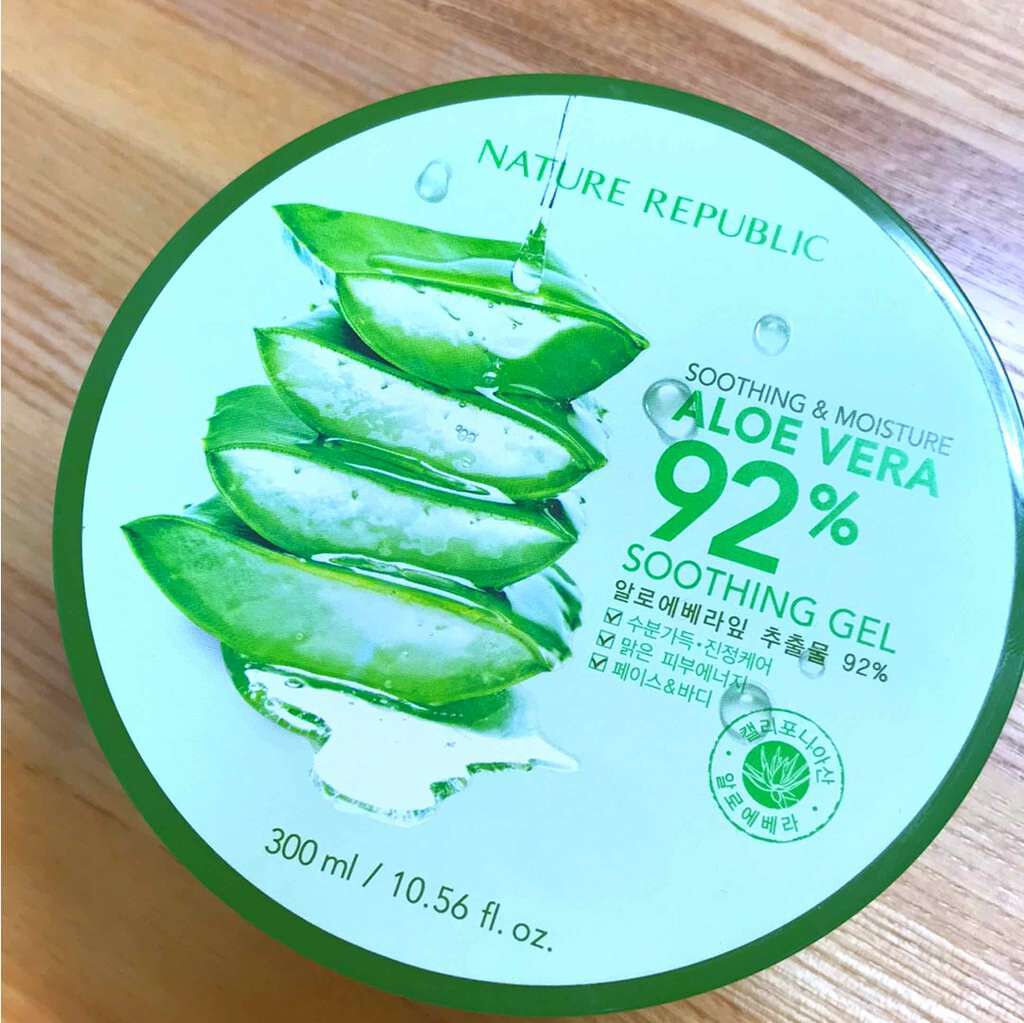 NATURE REPUBLIC
SOOTHING & MOISTURE
ALOE VERA
92%
SOOTHING GEL
알로에베라잎 추출물 92%
수분가득·진정케어
맑은 피부에너지
페이스&바디
캘리포니아산
알로에베라
300 ml / 10.56 fl. oz.